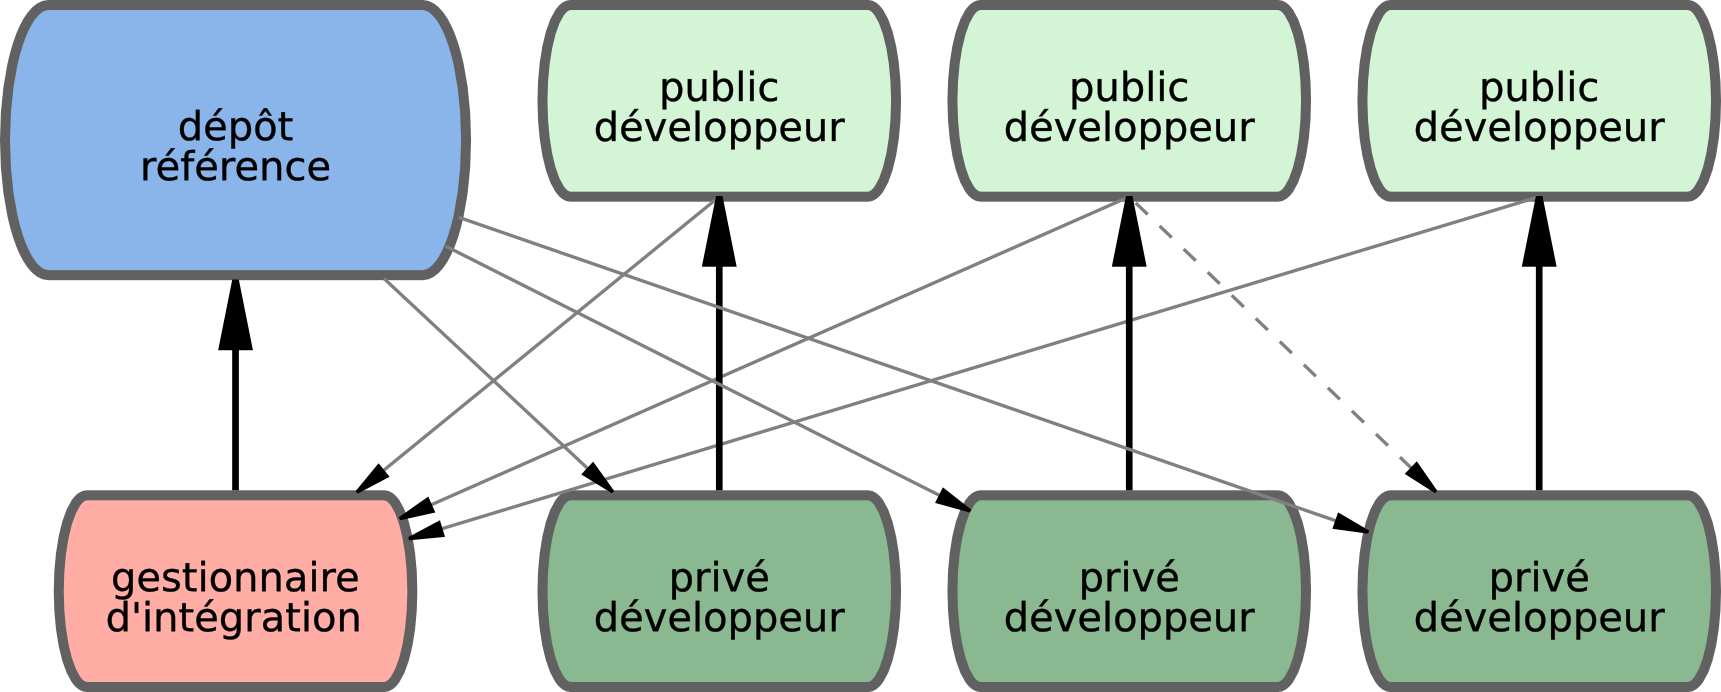 dépôt
référence
public
développeur
public
développeur
public
développeur
gestionnaire
d'intégration
privé
développeur
privé
développeur
privé
développeur